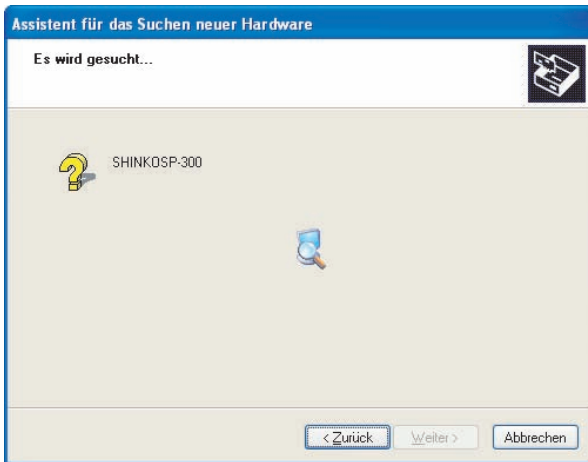 Assistent für das Suchen neuer Hardware
Es wird gesucht...
SHINKOSP-300
< Zurück Weiter > Abbrechen